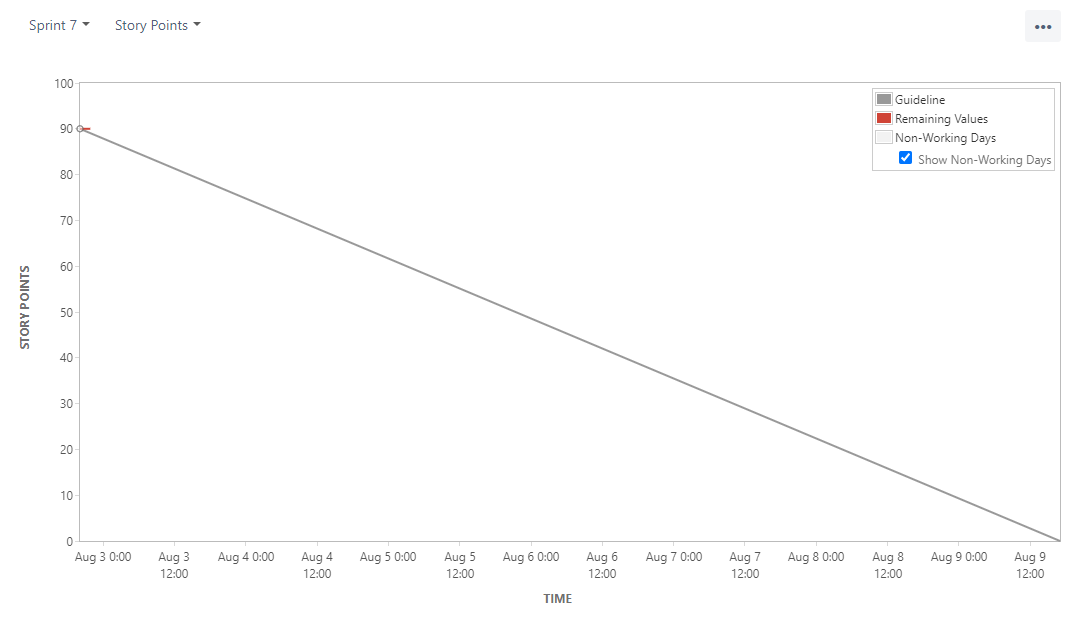 Sprint 7 Story Points
100
90
80
70
60
50
40
30
20
10
0
STORY POINTS
Guideline
Remaining Values
Non-Working Days
Show Non-Working Days
Aug 3 0:00
Aug 3
12:00
Aug 4 0:00
Aug 4
12:00
Aug 5 0:00
Aug 5
12:00
Aug 6 0:00
Aug 6
12:00
Aug 7 0:00
Aug 7
12:00
Aug 8 0:00
Aug 8
12:00
Aug 9 0:00
Aug 9
12:00
TIME